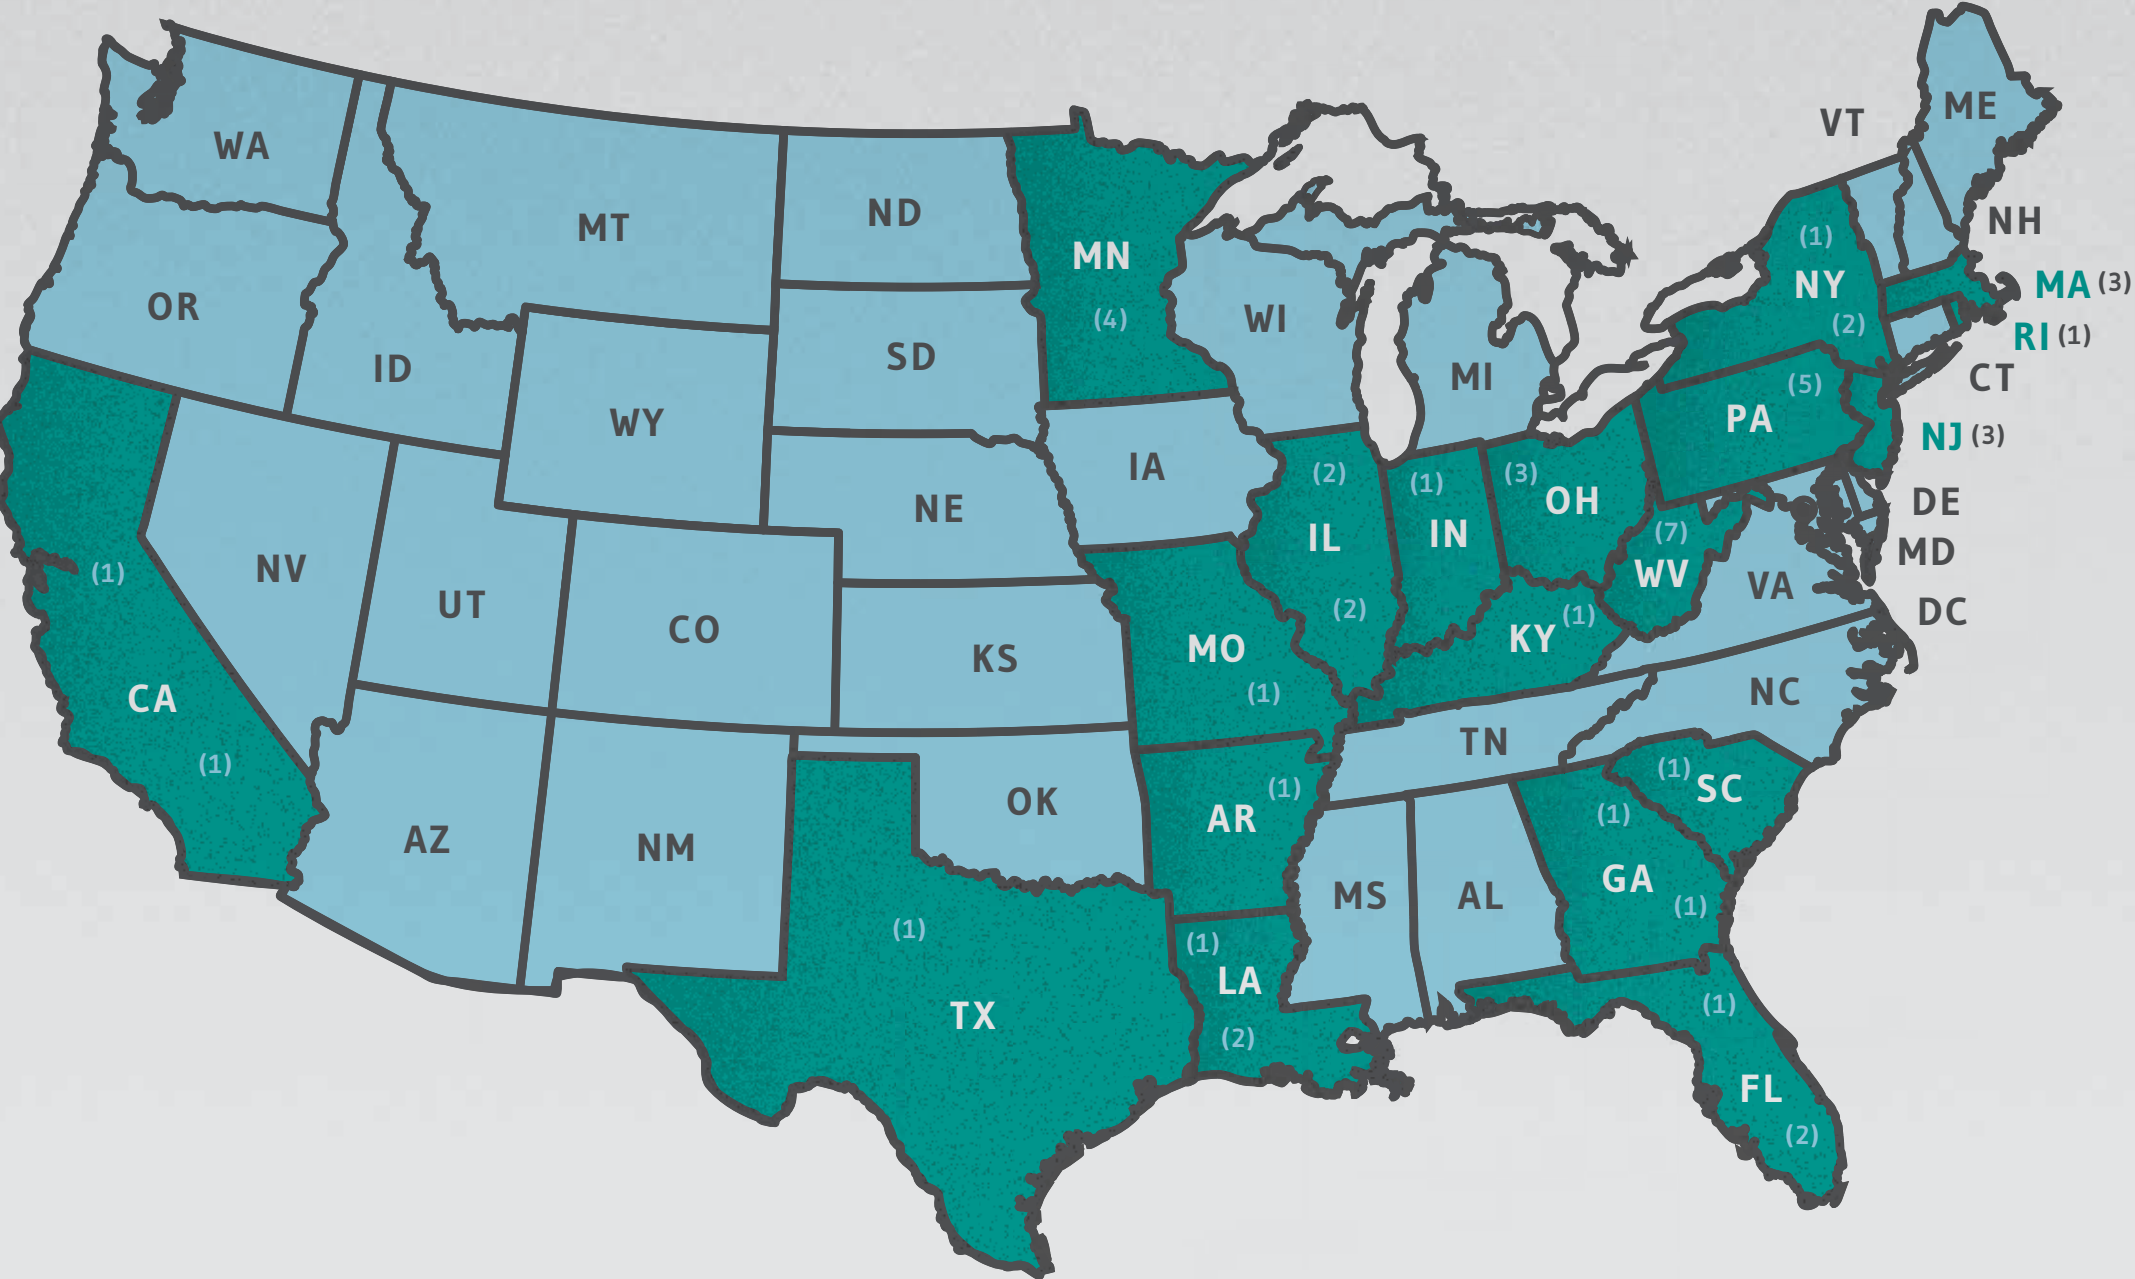 WA
OR
CA
(1)
(1)
NV
ID
MT
WY
UT
AZ
CO
NM
ND
SD
NE
KS
OK
TX
(1)
MN
(4)
IA
MO
(1)
AR
(1)
LA
(1)
(2)
WI
IL
(2)
(2)
MI
IN
(1)
OH
(3)
KY
(1)
TN
MS
AL
GA
(1)
(1)
FL
(1)
(2)
SC
(1)
NC
VA
WV
(7)
PA
(5)
NY
(1)
(2)
VT
ME
NH
MA (3)
RI (1)
CT
NJ (3)
DE
MD
DC